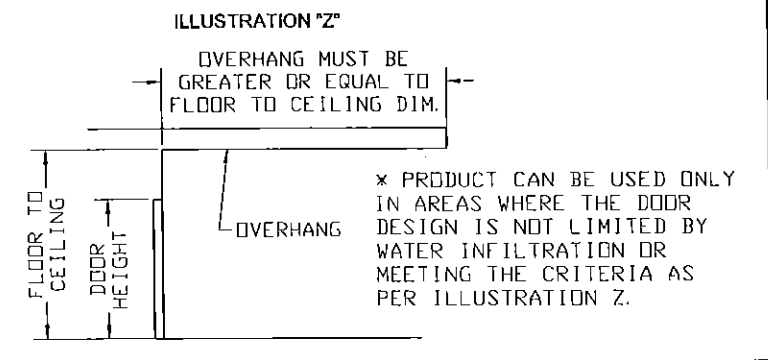 ILLUSTRATION "Z"
OVERHANG MUST BE
GREATER OR EQUAL TO
FLOOR TO CEILING DIM.
FLOOR TO
CEILING
DOOR
HEIGHT
OVERHANG
* PRODUCT CAN BE USED ONLY
IN AREAS WHERE THE DOOR
DESIGN IS NOT LIMITED BY
WATER INFILTRATION OR
MEETING THE CRITERIA AS
PER ILLUSTRATION Z.